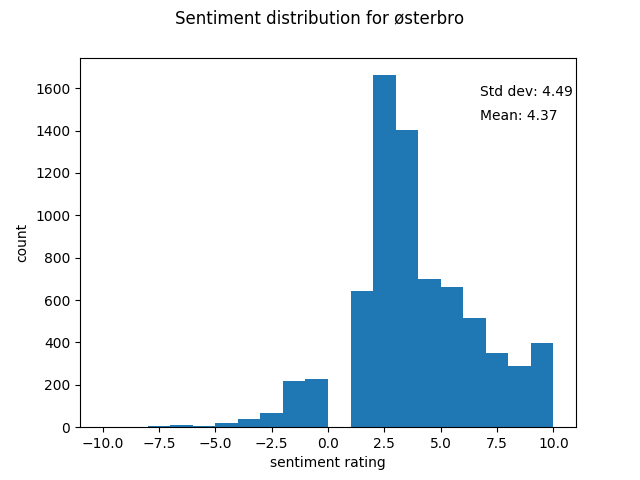 Sentiment distribution for østerbro
Std dev: 4.49
Mean: 4.37
1600
1400
1200
1000
800
600
400
200
0
count
−10.0 −7.5 −5.0 −2.5 0.0 2.5 5.0 7.5 10.0
sentiment rating